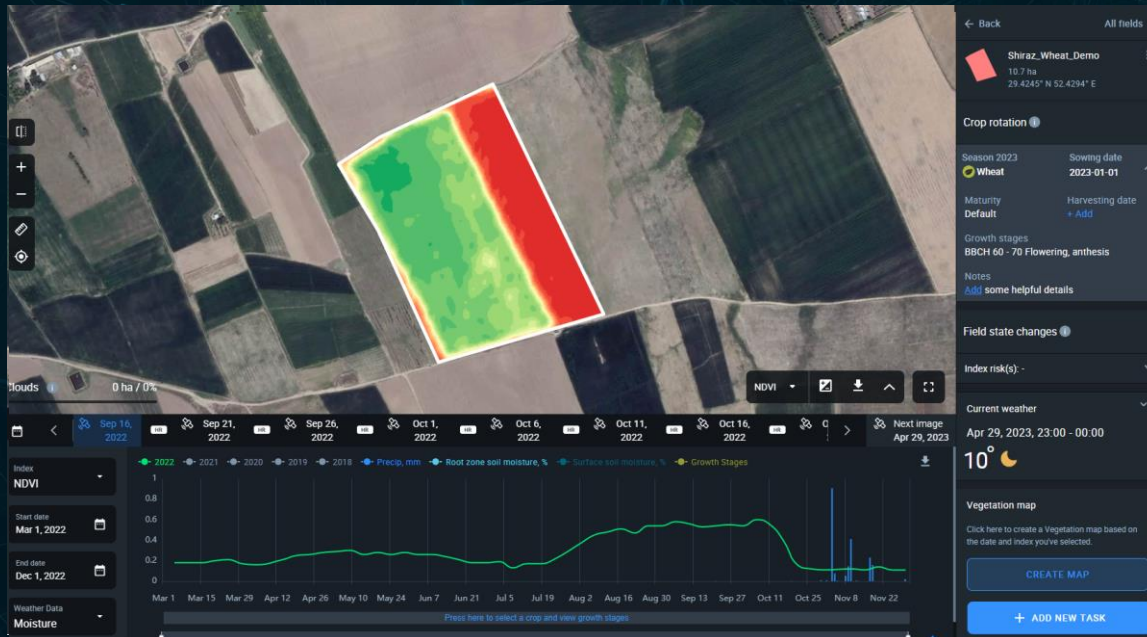 ← Back
All fields
Shiraz_Wheat_Demo
10.7 ha
29.4245° N 52.4294° E
Crop rotation
Season 2023
Sowing date
Wheat
2023-01-01
Maturity
Harvesting date
Default
+ Add
Growth stages
BBCH 60 - 70 Flowering, anthesis
Notes
Add some helpful details
Field state changes
Index risk(s): -
Current weather
Apr 29, 2023, 23:00 - 00:00
10°
Vegetation map
Click here to create a Vegetation map based on
the date and index you've selected.
CREATE MAP
+ ADD NEW TASK
+
−
0 ha / 0%
NDVI
Sep 16,
2022
HR
Sep 21,
2022
HR
Sep 26,
2022
HR
Oct 1,
2022
HR
Oct 6,
2022
HR
Oct 11,
2022
HR
Oct 16,
2022
HR
Next image
Apr 29, 2023
Index
NDVI
Start date
Mar 1, 2022
End date
Dec 1, 2022
Weather Data
Moisture
2022 2021 2020 2019 2018 Precip, mm Root zone soil moisture, % Surface soil moisture, % Growth Stages
1
0.8
0.6
0.4
0.2
0
Mar 1 Mar 15 Mar 29 Apr 12 Apr 26 May 10 May 24 Jun 7 Jun 21 Jul 5 Jul 19 Aug 2 Aug 16 Aug 30 Sep 13 Sep 27 Oct 11 Oct 25 Nov 8 Nov 22
Press here to select a crop and view growth stages